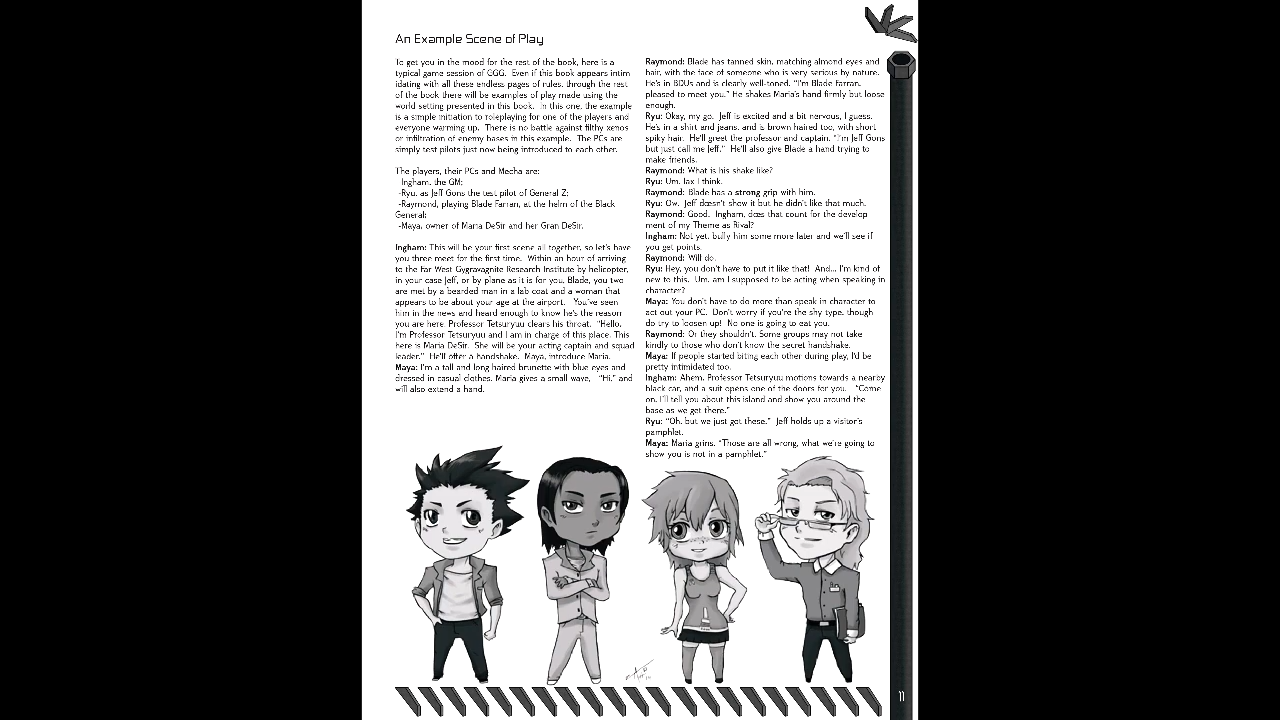 An Example Scene of Play
To get you in the mood for the rest of the book, here is a
typical game session of GGG. Even if this book appears intim
idating with all these endless pages of rules, through the rest
of the book there will be examples of play made using the
world setting presented in this book. In this one, the example
is a simple initiation to roleplaying for one of the players and
everyone warming up. There is no battle against filthy xenos
or infiltration of enemy bases in this example. The PCs are
simply test pilots just now being introduced to each other.
The players, their PCs and Mecha are:
-Ingham, the GM;
-Ryu, as Jeff Gons the test pilot of General Z;
-Raymond, playing Blade Farran, at the helm of the Black
General;
-Maya, owner of Maria DeSir and her Gran DeSir.
Ingham: This will be your first scene all together, so let's have
you three meet for the first time. Within an hour of arriving
to the Far West Gygravagnite Research Institute by helicopter,
in your case Jeff, or by plane as it is for you, Blade, you two
are met by a bearded man in a lab coat and a woman that
appears to be about your age at the airport. You've seen
him in the news and heard enough to know he's the reason
you are here. Professor Tetsuryuu clears his throat. "Hello,
I'm Professor Tetsuryuu and I am in charge of this place. This
here is Maria DeSir. She will be your acting captain and squad
leader." He'll offer a handshake. Maya, introduce Maria.
Maya: I'm a tall and long haired brunette with blue eyes and
dressed in casual clothes. Maria gives a small wave, "Hi." and
will also extend a hand.
Raymond: Blade has tanned skin, matching almond eyes and
hair, with the face of someone who is very serious by nature.
He's in BDUs and is clearly well-toned. "I'm Blade Farran,
pleased to meet you." He shakes Maria's hand firmly but loose
enough.
Ryu: Okay, my go. Jeff is excited and a bit nervous, I guess.
He's in a shirt and jeans, and is brown haired too, with short
spiky hair. He'll greet the professor and captain. "I'm Jeff Gons
but just call me Jeff." He'll also give Blade a hand trying to
make friends.
Raymond: What is his shake like?
Ryu: Um, lax I think.
Raymond: Blade has a strong grip with him.
Ryu: Ow. Jeff doesn't show it but he didn't like that much.
Raymond: Good. Ingham, does that count for the develop
ment of my Theme as Rival?
Ingham: Not yet, bully him some more later and we'll see if
you get points.
Raymond: Will do.
Ryu: Hey, you don't have to put it like that! And... I'm kind of
new to this. Um, am I supposed to be acting when speaking in
character?
Maya: You don't have to do more than speak in character to
act out your PC. Don't worry if you're the shy type, though
do try to loosen up! No one is going to eat you.
Raymond: Or they shouldn't. Some groups may not take
kindly to those who don't know the secret handshake.
Maya: If people started biting each other during play, I'd be
pretty intimidated too.
Ingham: Ahem. Professor Tetsuryuu motions towards a nearby
black car, and a suit opens one of the doors for you. "Come
on, I'll tell you about this island and show you around the
base as we get there."
Ryu: "Oh, but we just got these." Jeff holds up a visitor's
pamphlet.
Maya: Maria grins. "Those are all wrong, what we're going to
show you is not in a pamphlet."
11